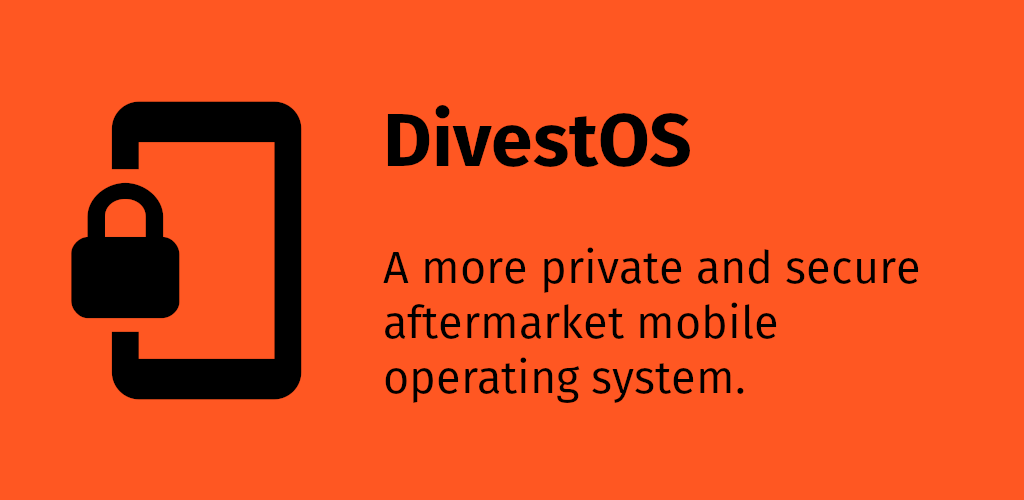 DivestOS
A more private and secure
aftermarket mobile
operating system.